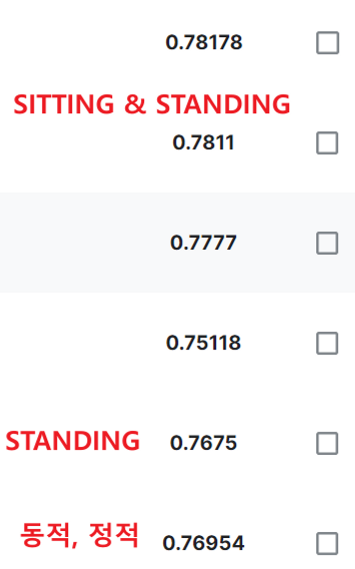 0.78178
SITTING & STANDING
0.7811
0.7777
0.75118
STANDING 0.7675
동적, 정적 0.76954